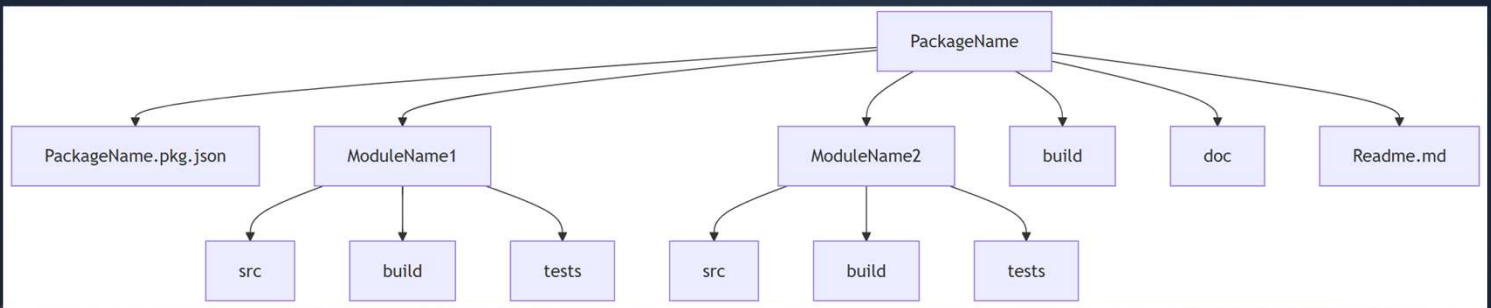 PackageName
PackageName.pkg.json
ModuleName1
ModuleName2
build
doc
Readme.md
src
build
tests
src
build
tests